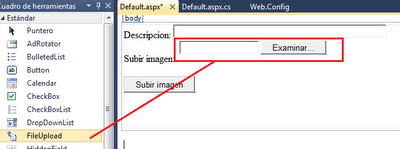 Cuadro de herramientas
Default.aspx*
Default.aspx.cs
Web.Config
Estándar
body
Puntero
Descripcion:
AdRotator
Examinar...
BulletedList
Subir imagen:
Button
Calendar
Subir imagen
CheckBox
CheckBoxList
DropDownList
FileUpload
HiddenField